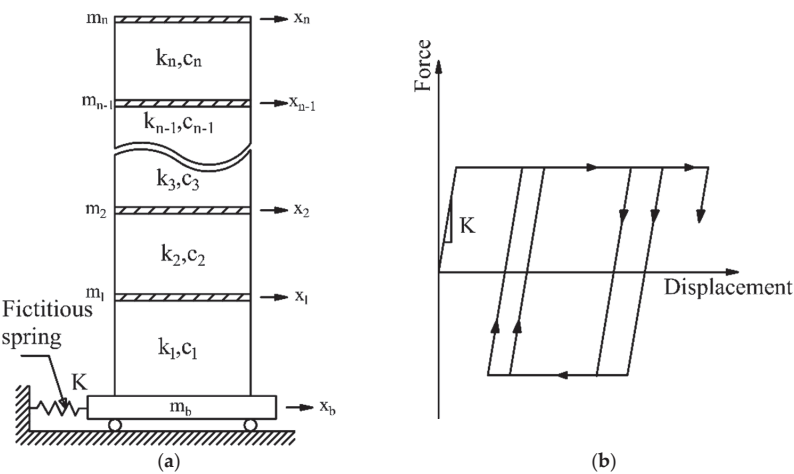 mn
xn
kn,cn
mn-1
xn-1
kn-1,cn-1
k3,c3
m2
x2
k2,c2
m1
x1
Fictitious
spring
k1,c1
K
mb
xb
(a)
Force
K
Displacement
(b)